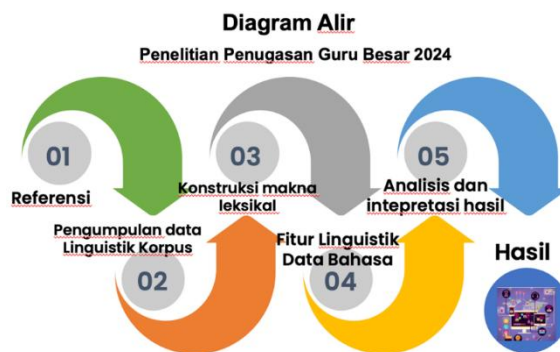 Diagram Alir
Penelitian Penugasan Guru Besar 2024
01
Referensi
Pengumpulan data
Linguistik Korpus
02
03
Konstruksi makna
leksikal
Fitur Linguistik
Data Bahasa
04
05
Analisis dan
intepretasi hasil
Hasil